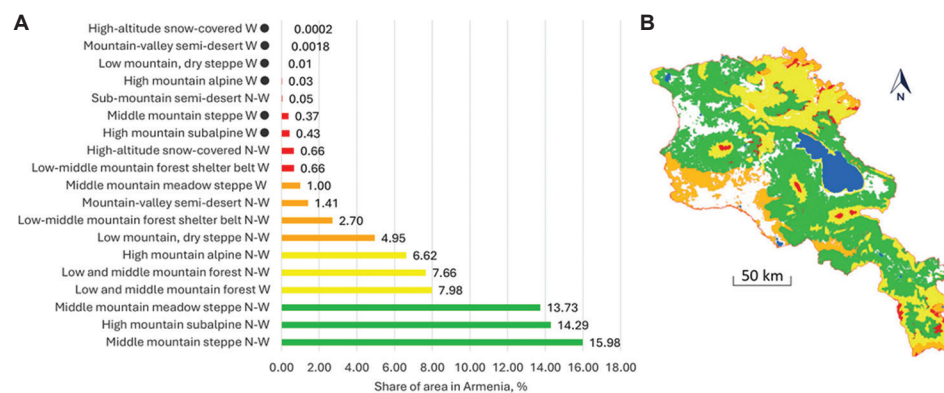 A
High-altitude snow-covered W ● 0.0002
Mountain-valley semi-desert W ● 0.0018
Low mountain, dry steppe W ● 0.01
High mountain alpine W ● 0.03
Sub-mountain semi-desert N-W 0.05
Middle mountain steppe W ● 0.37
High mountain subalpine W ● 0.43
High-altitude snow-covered N-W 0.66
Low-middle mountain forest shelter belt W 0.66
Middle mountain meadow steppe W 1.00
Mountain-valley semi-desert N-W 1.41
Low-middle mountain forest shelter belt N-W 2.70
Low mountain, dry steppe N-W 4.95
High mountain alpine N-W 6.62
Low and middle mountain forest N-W 7.66
Low and middle mountain forest W 7.98
Middle mountain meadow steppe N-W 13.73
High mountain subalpine N-W 14.29
Middle mountain steppe N-W 15.98
0.00 2.00 4.00 6.00 8.00 10.00 12.00 14.00 16.00 18.00
Share of area in Armenia, %
B
N
50 km